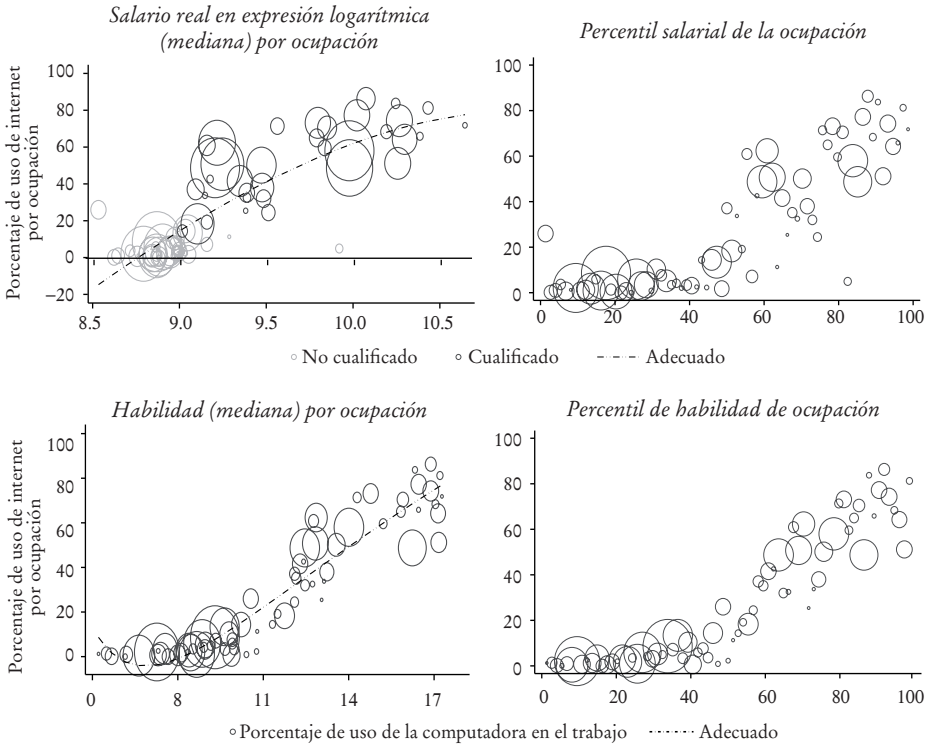 Salario real en expresión logarítmica
(mediana) por ocupación
Percentil salarial de la ocupación
Porcentaje de uso de internet
por ocupación
100
80
60
40
20
0
–20
8.5 9.0 9.5 10.0 10.5
100
80
60
40
20
0
0 20 40 60 80 100
No cualificado Cualificado Adecuado
Habilidad (mediana) por ocupación
Percentil de habilidad de ocupación
Porcentaje de uso de internet
por ocupación
100
80
60
40
20
0
0 8 11 14 17
100
80
60
40
20
0
0 20 40 60 80 100
Porcentaje de uso de la computadora en el trabajo Adecuado